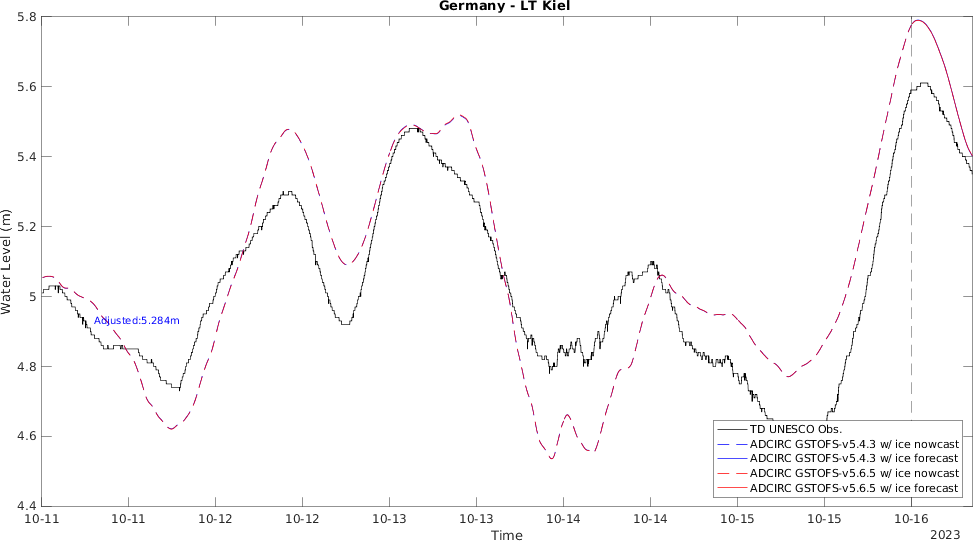 Germany - LT Kiel
5.8
5.6
5.4
5.2
5
4.8
4.6
4.4
Water Level (m)
Adjusted:5.284m
TD UNESCO Obs.
ADCIRC GSTOFS-v5.4.3 w/ ice nowcast
ADCIRC GSTOFS-v5.4.3 w/ ice forecast
ADCIRC GSTOFS-v5.6.5 w/ ice nowcast
ADCIRC GSTOFS-v5.6.5 w/ ice forecast
10-11 10-11 10-12 10-12 10-13 10-13 10-14 10-14 10-15 10-15 10-16
Time
2023